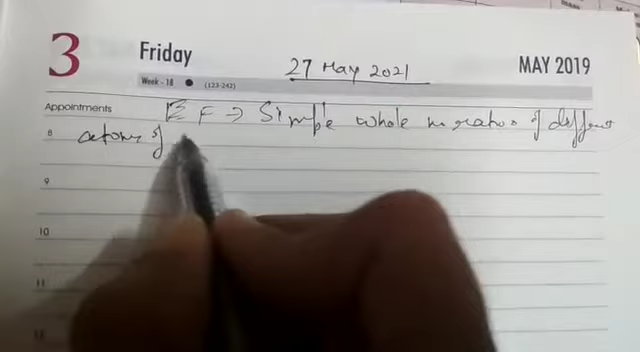 3 Friday 27 May 2021 MAY 2019
Week - 18 (123-242)
Appointments E F → Simple whole n ratio of different
8 atoms of
9
10
11
12